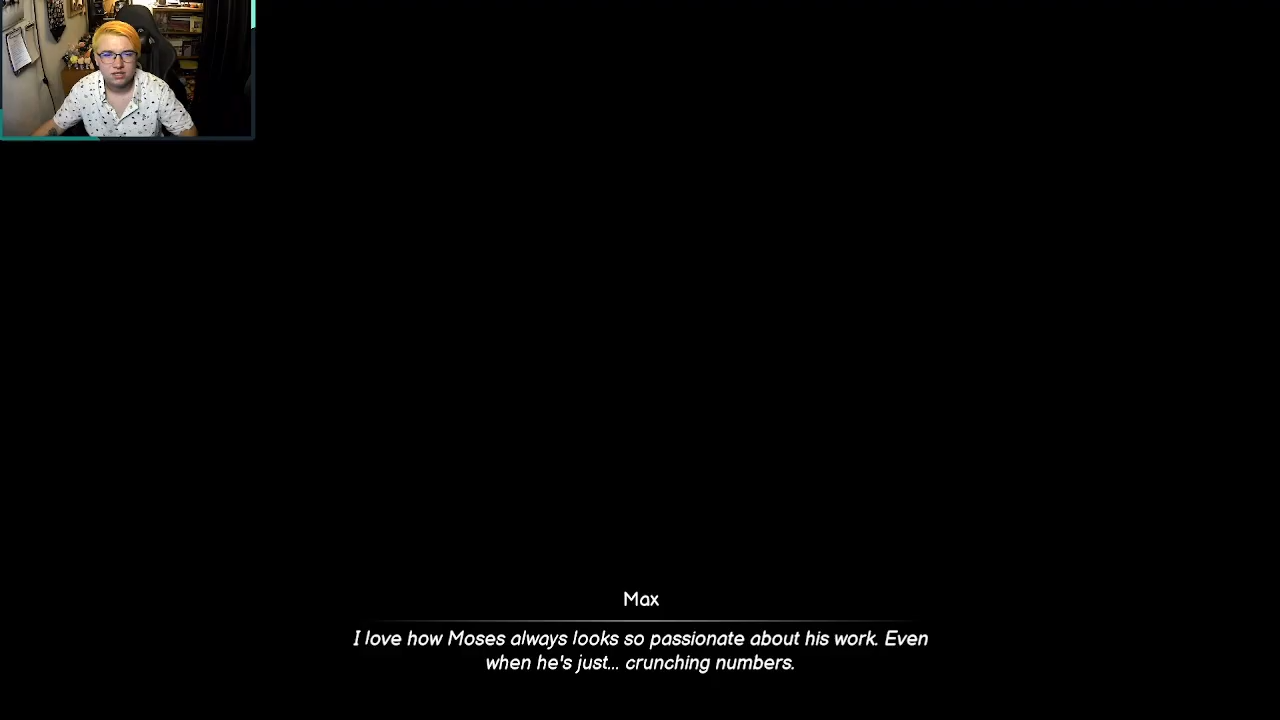 Max
I love how Moses always looks so passionate about his work. Even
when he's just... crunching numbers.